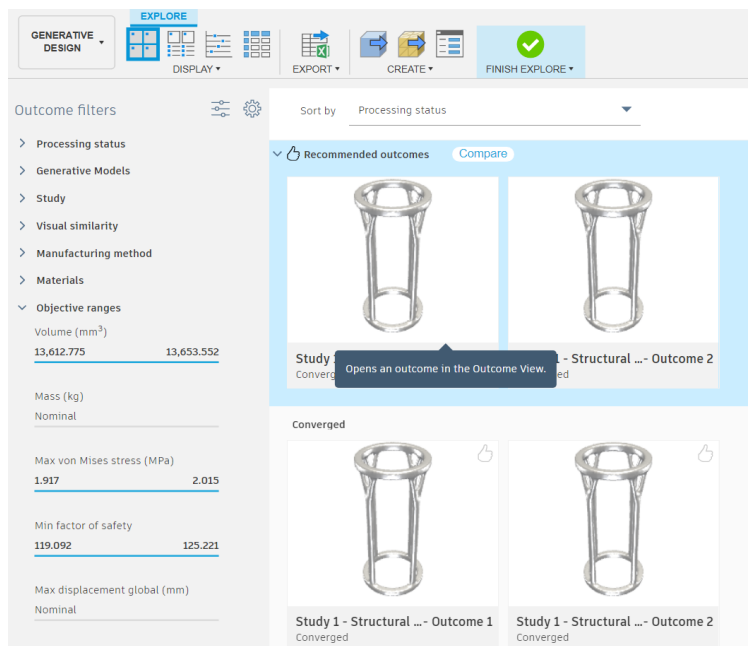 EXPLORE
GENERATIVE DESIGN
DISPLAY
EXPORT
CREATE
FINISH EXPLORE
Outcome filters
Processing status
Generative Models
Study
Visual similarity
Manufacturing method
Materials
Objective ranges
Volume (mm³)
13,612.775 13,653.552
Mass (kg)
Nominal
Max von Mises stress (MPa)
1.917 2.015
Min factor of safety
119.092 125.221
Max displacement global (mm)
Nominal
Sort by Processing status
Recommended outcomes Compare
Study 1 - Structural ...- Outcome 2
Converg ed
Opens an outcome in the Outcome View.
Converged
Study 1 - Structural ...- Outcome 1
Converged
Study 1 - Structural ...- Outcome 2
Converged